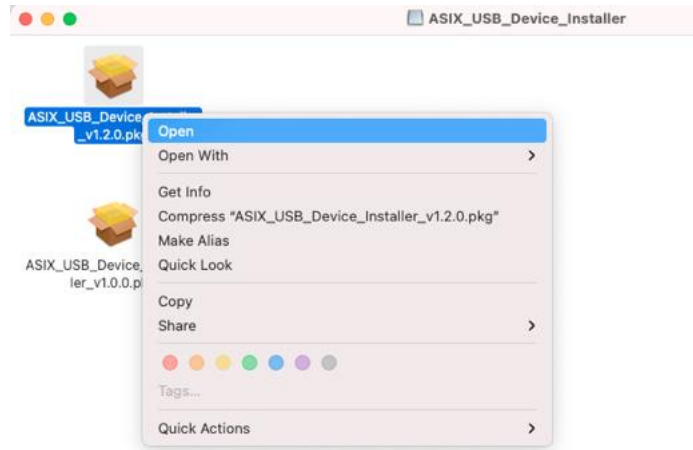 ASIX_USB_Device_Installer
ASIX_USB_Device
_v1.2.0.pk
Open
Open With
Get Info
Compress "ASIX_USB_Device_Installer_v1.2.0.pkg"
Make Alias
Quick Look
ASIX_USB_Device_
ler_v1.0.0.p
Copy
Share
Tags...
Quick Actions